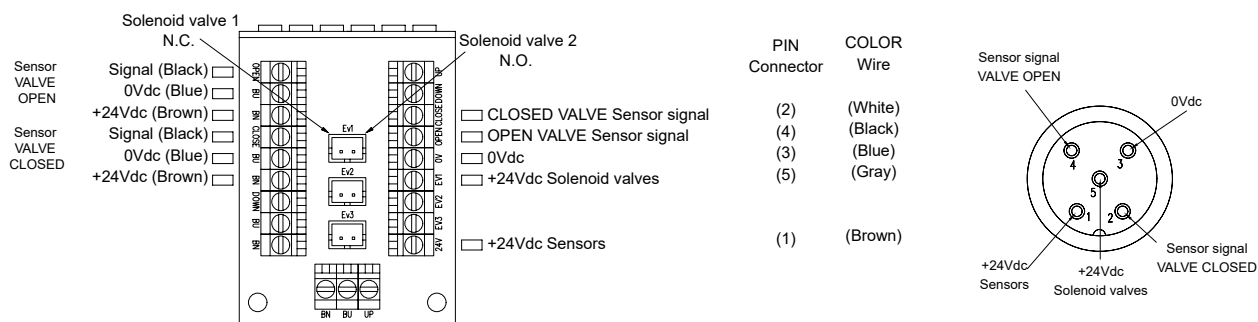 Solenoid valve 1
N.C.
Solenoid valve 2
N.O.
Sensor
VALVE
OPEN
Signal (Black)
0Vdc (Blue)
+24Vdc (Brown)
Sensor
VALVE
CLOSED
Signal (Black)
0Vdc (Blue)
+24Vdc (Brown)
OPEN
BU
BN
CLOSE
BU
BN
DOWN
BU
BN
Ev1
Ev2
Ev3
UP
DOWN
CLOSE
OPEN
0V
EV1
EV2
EV3
24V
BN BU UP
CLOSED VALVE Sensor signal
OPEN VALVE Sensor signal
0Vdc
+24Vdc Solenoid valves
+24Vdc Sensors
PIN
Connector
COLOR
Wire
(2) (White)
(4) (Black)
(3) (Blue)
(5) (Gray)
(1) (Brown)
Sensor signal
VALVE OPEN
0Vdc
4
3
5
1
2
+24Vdc
Sensors
+24Vdc
Solenoid valves
Sensor signal
VALVE CLOSED